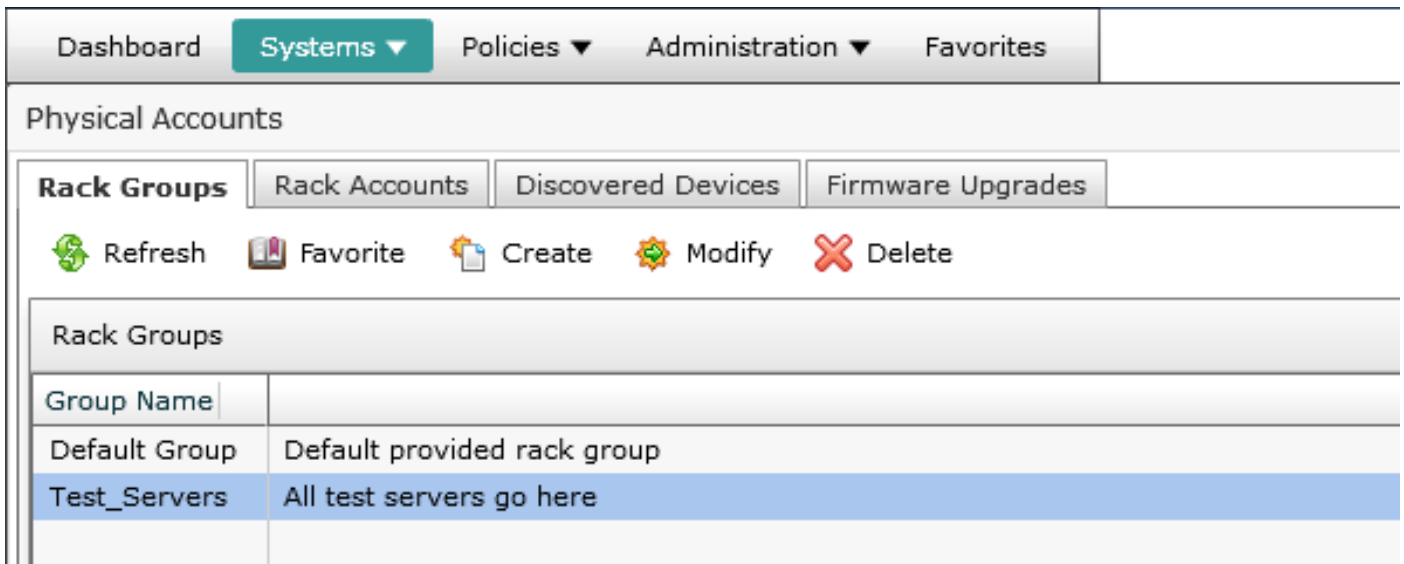 Dashboard Systems ▼ Policies ▼ Administration ▼ Favorites
Physical Accounts
Rack Groups Rack Accounts Discovered Devices Firmware Upgrades
Refresh Favorite Create Modify Delete
Rack Groups
Group Name
Default Group Default provided rack group
Test_Servers All test servers go here